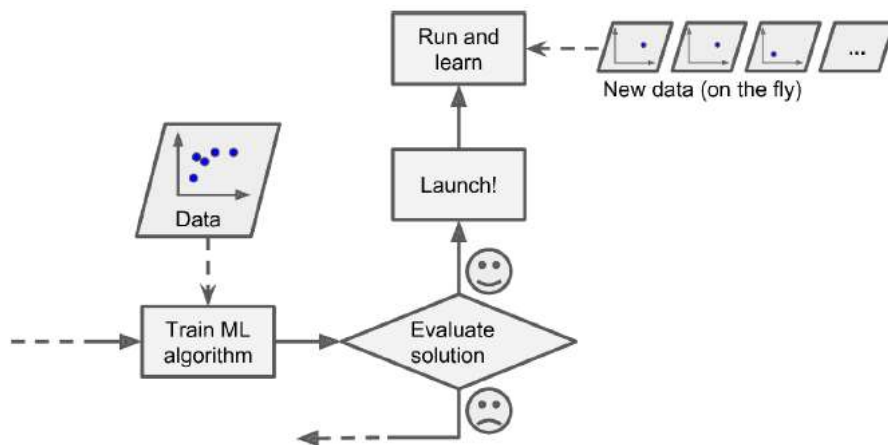 Run and
learn
...
New data (on the fly)
Launch!
Data
Train ML
algorithm
Evaluate
solution